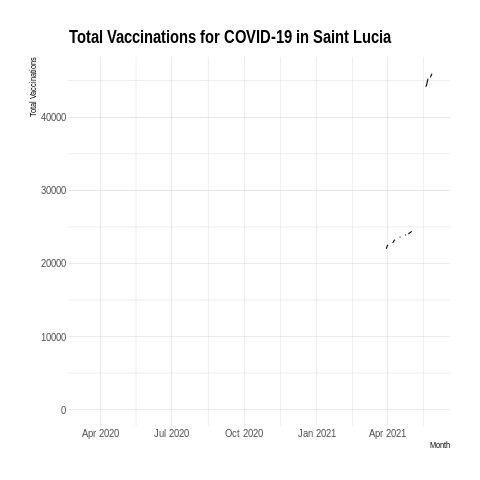 Total Vaccinations for COVID-19 in Saint Lucia
Total Vaccinations
40000
30000
20000
10000
0
Apr 2020 Jul 2020 Oct 2020 Jan 2021 Apr 2021
Month